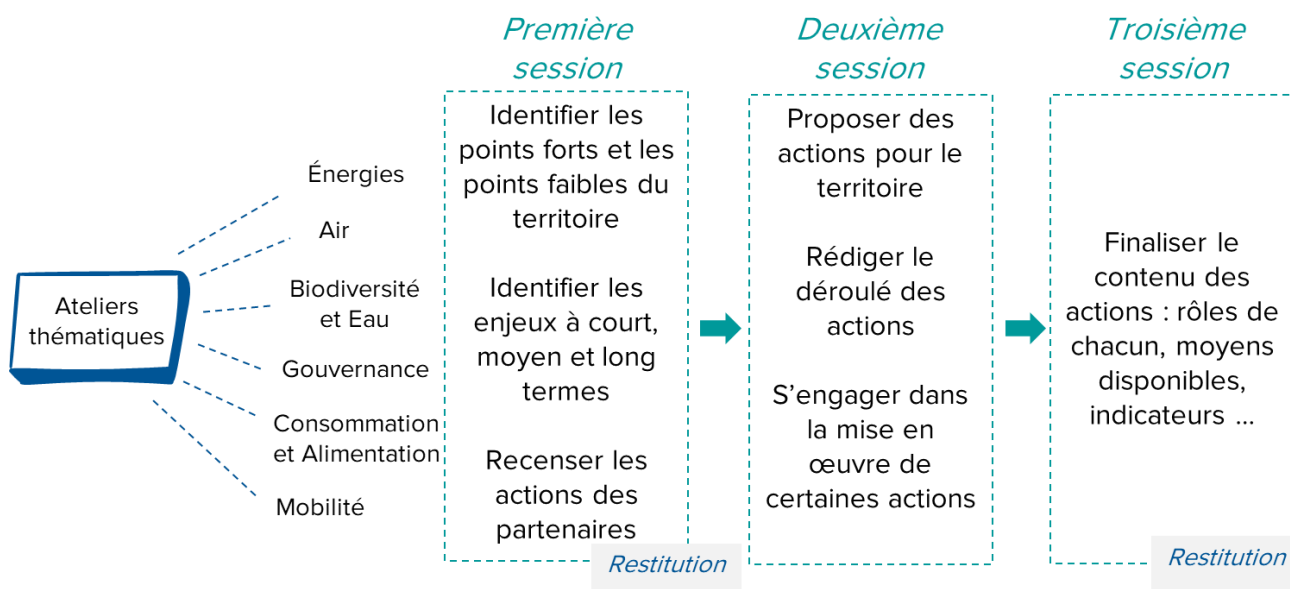 Ateliers
thématiques
Énergies
Air
Biodiversité
et Eau
Gouvernance
Consommation
et Alimentation
Mobilité
Première
session
Identifier les
points forts et les
points faibles du
territoire
Identifier les
enjeux à court,
moyen et long
termes
Recenser les
actions des
partenaires
Restitution
Deuxième
session
Proposer des
actions pour le
territoire
Rédiger le
déroulé des
actions
S’engager dans
la mise en
œuvre de
certaines actions
Troisième
session
Finaliser le
contenu des
actions : rôles de
chacun, moyens
disponibles,
indicateurs ...
Restitution